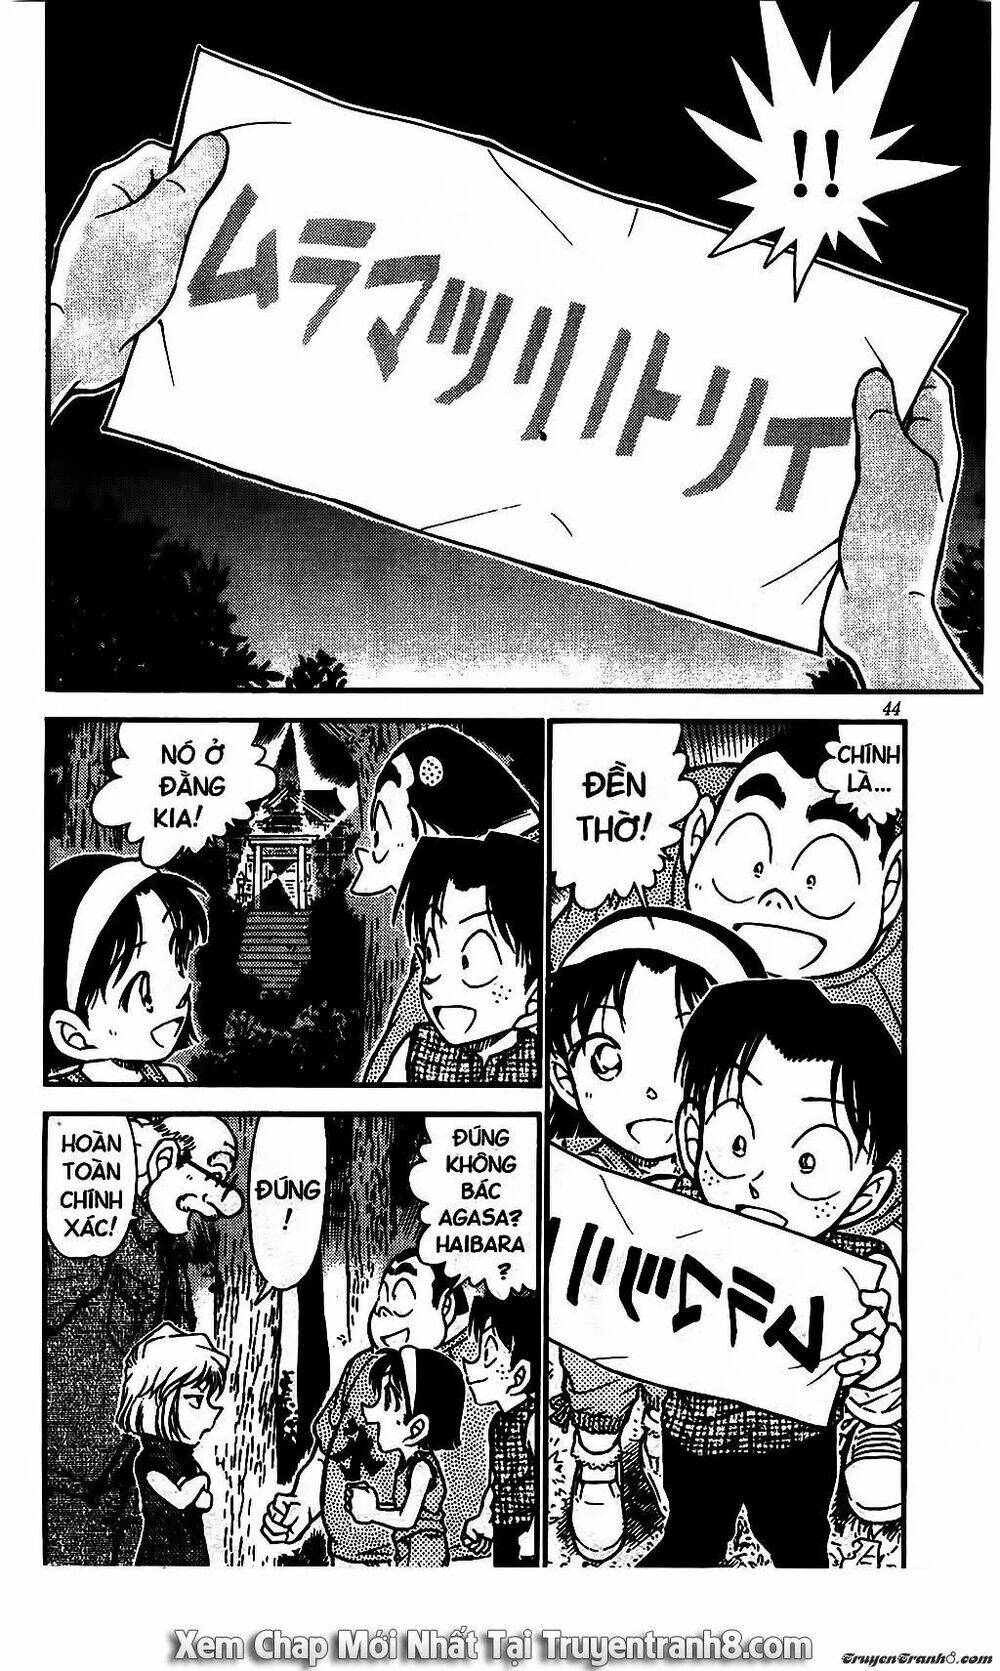 !!
ムラマツリノトリイ
44
CHÍNH
LÀ...
ĐỀN
THỜ!
NÓ Ở
ĐẰNG
KIA!
ĐÚNG
KHÔNG
BÁC
AGASA?
HAIBARA
?
ĐÚNG
!
HOÀN
TOÀN
CHÍNH
XÁC!
Xem Chap Mới Nhất Tại Truyentranh8.com
TruyenTranh8.com